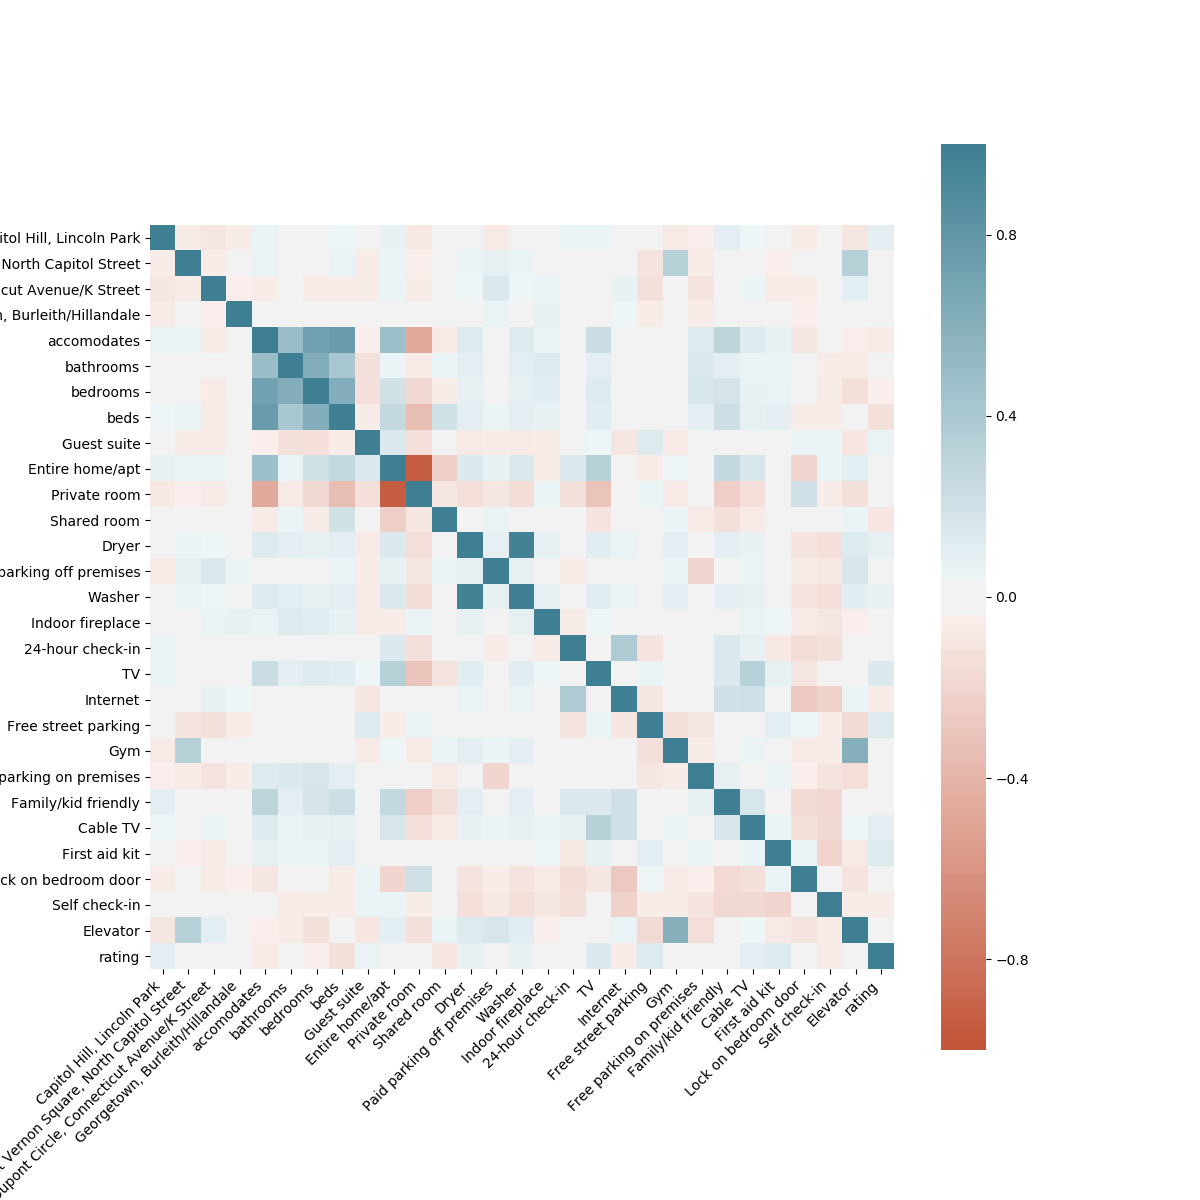 Capitol Hill, Lincoln Park
North Capitol Street
Avenue/K Street
Burleith/Hillandale
accomodates
bathrooms
bedrooms
beds
Guest suite
Entire home/apt
Private room
Shared room
Dryer
parking off premises
Washer
Indoor fireplace
24-hour check-in
TV
Internet
Free street parking
Gym
parking on premises
Family/kid friendly
Cable TV
First aid kit
on bedroom door
Self check-in
Elevator
rating
Capitol Hill, Lincoln Park
Vernon Square, North Capitol Street
Dupont Circle, Connecticut Avenue/K Street
Georgetown, Burleith/Hillandale
accomodates
bathrooms
bedrooms
beds
Guest suite
Entire home/apt
Private room
Shared room
Dryer
Paid parking off premises
Washer
Indoor fireplace
24-hour check-in
TV
Internet
Free street parking
Gym
Free parking on premises
Family/kid friendly
Cable TV
First aid kit
Lock on bedroom door
Self check-in
Elevator
rating
0.8
0.4
0.0
−0.4
−0.8